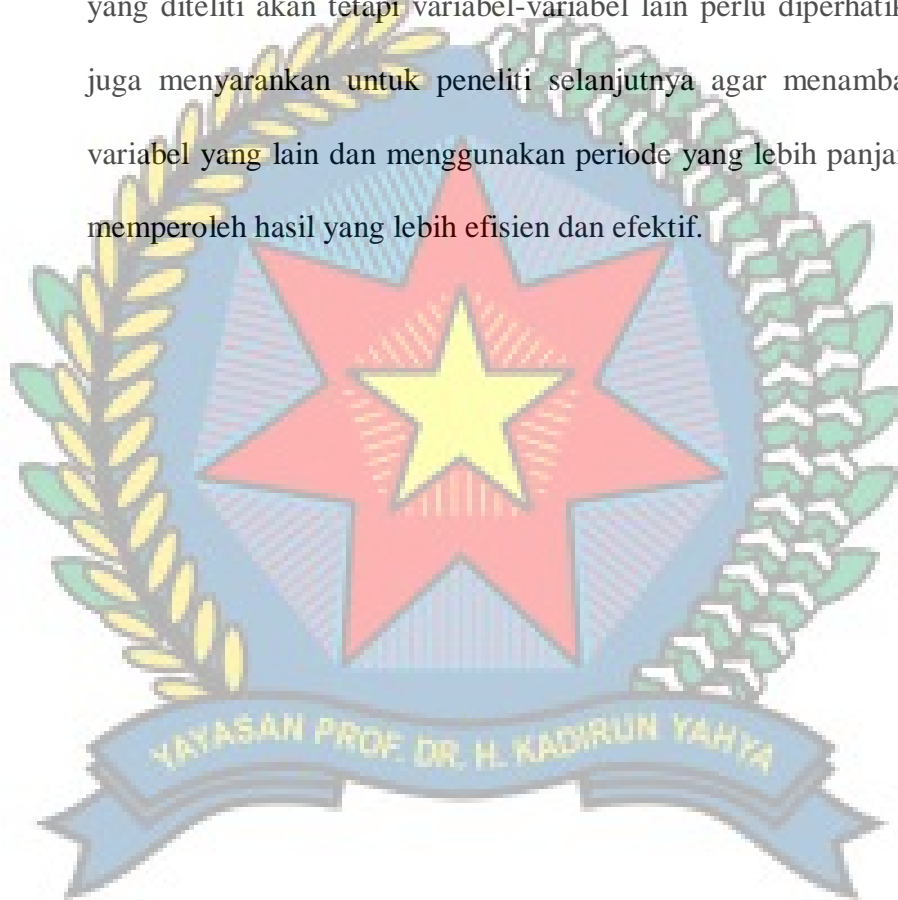 yang diteliti akan tetapi variabel-variabel lain perlu diperhatik
juga menyarankan untuk peneliti selanjutnya agar menamba
variabel yang lain dan menggunakan periode yang lebih panja
memperoleh hasil yang lebih efisien dan efektif.
YAYASAN PROF. DR. H. KADIRUN YAHYA